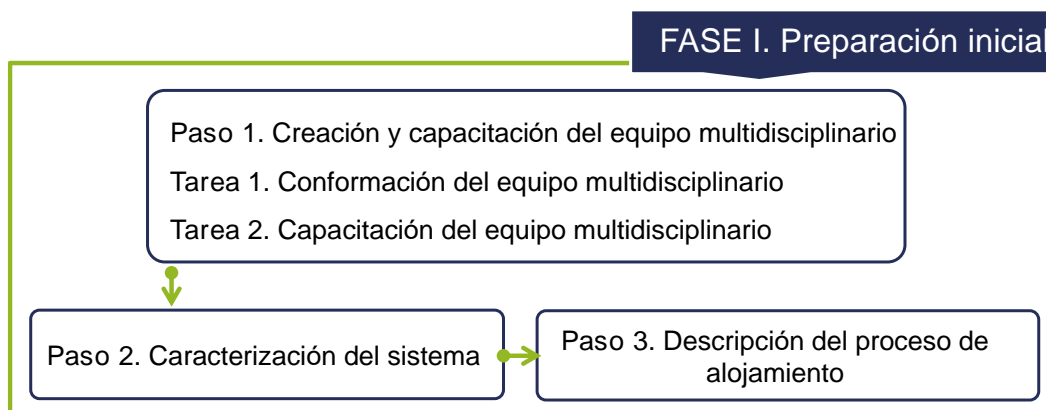 FASE I. Preparación inicial
Paso 1. Creación y capacitación del equipo multidisciplinario
Tarea 1. Conformación del equipo multidisciplinario
Tarea 2. Capacitación del equipo multidisciplinario
Paso 2. Caracterización del sistema
Paso 3. Descripción del proceso de
alojamiento